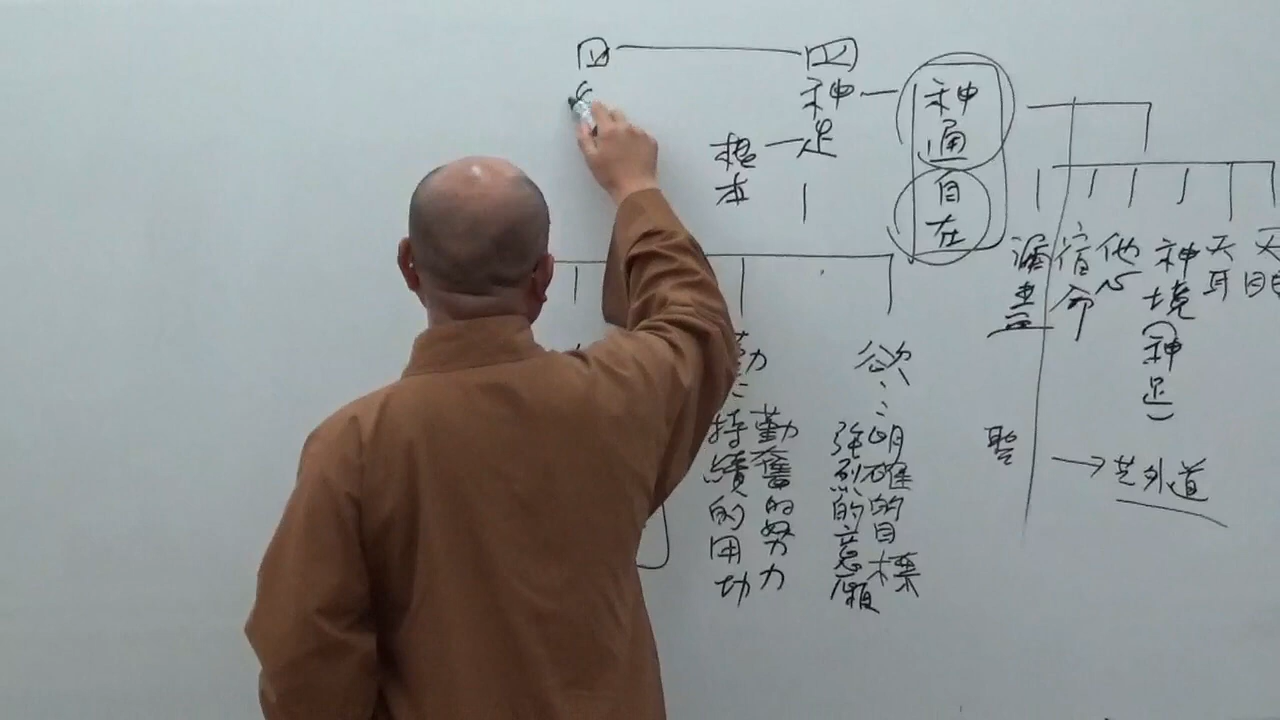 天眼
天耳
神境(神足)
他心
宿命
漏盡
外道
聖
神通
自在
四神足
根本
欲:明確的目標
強烈的意願
勤:勤奮的努力
持續的用功
四